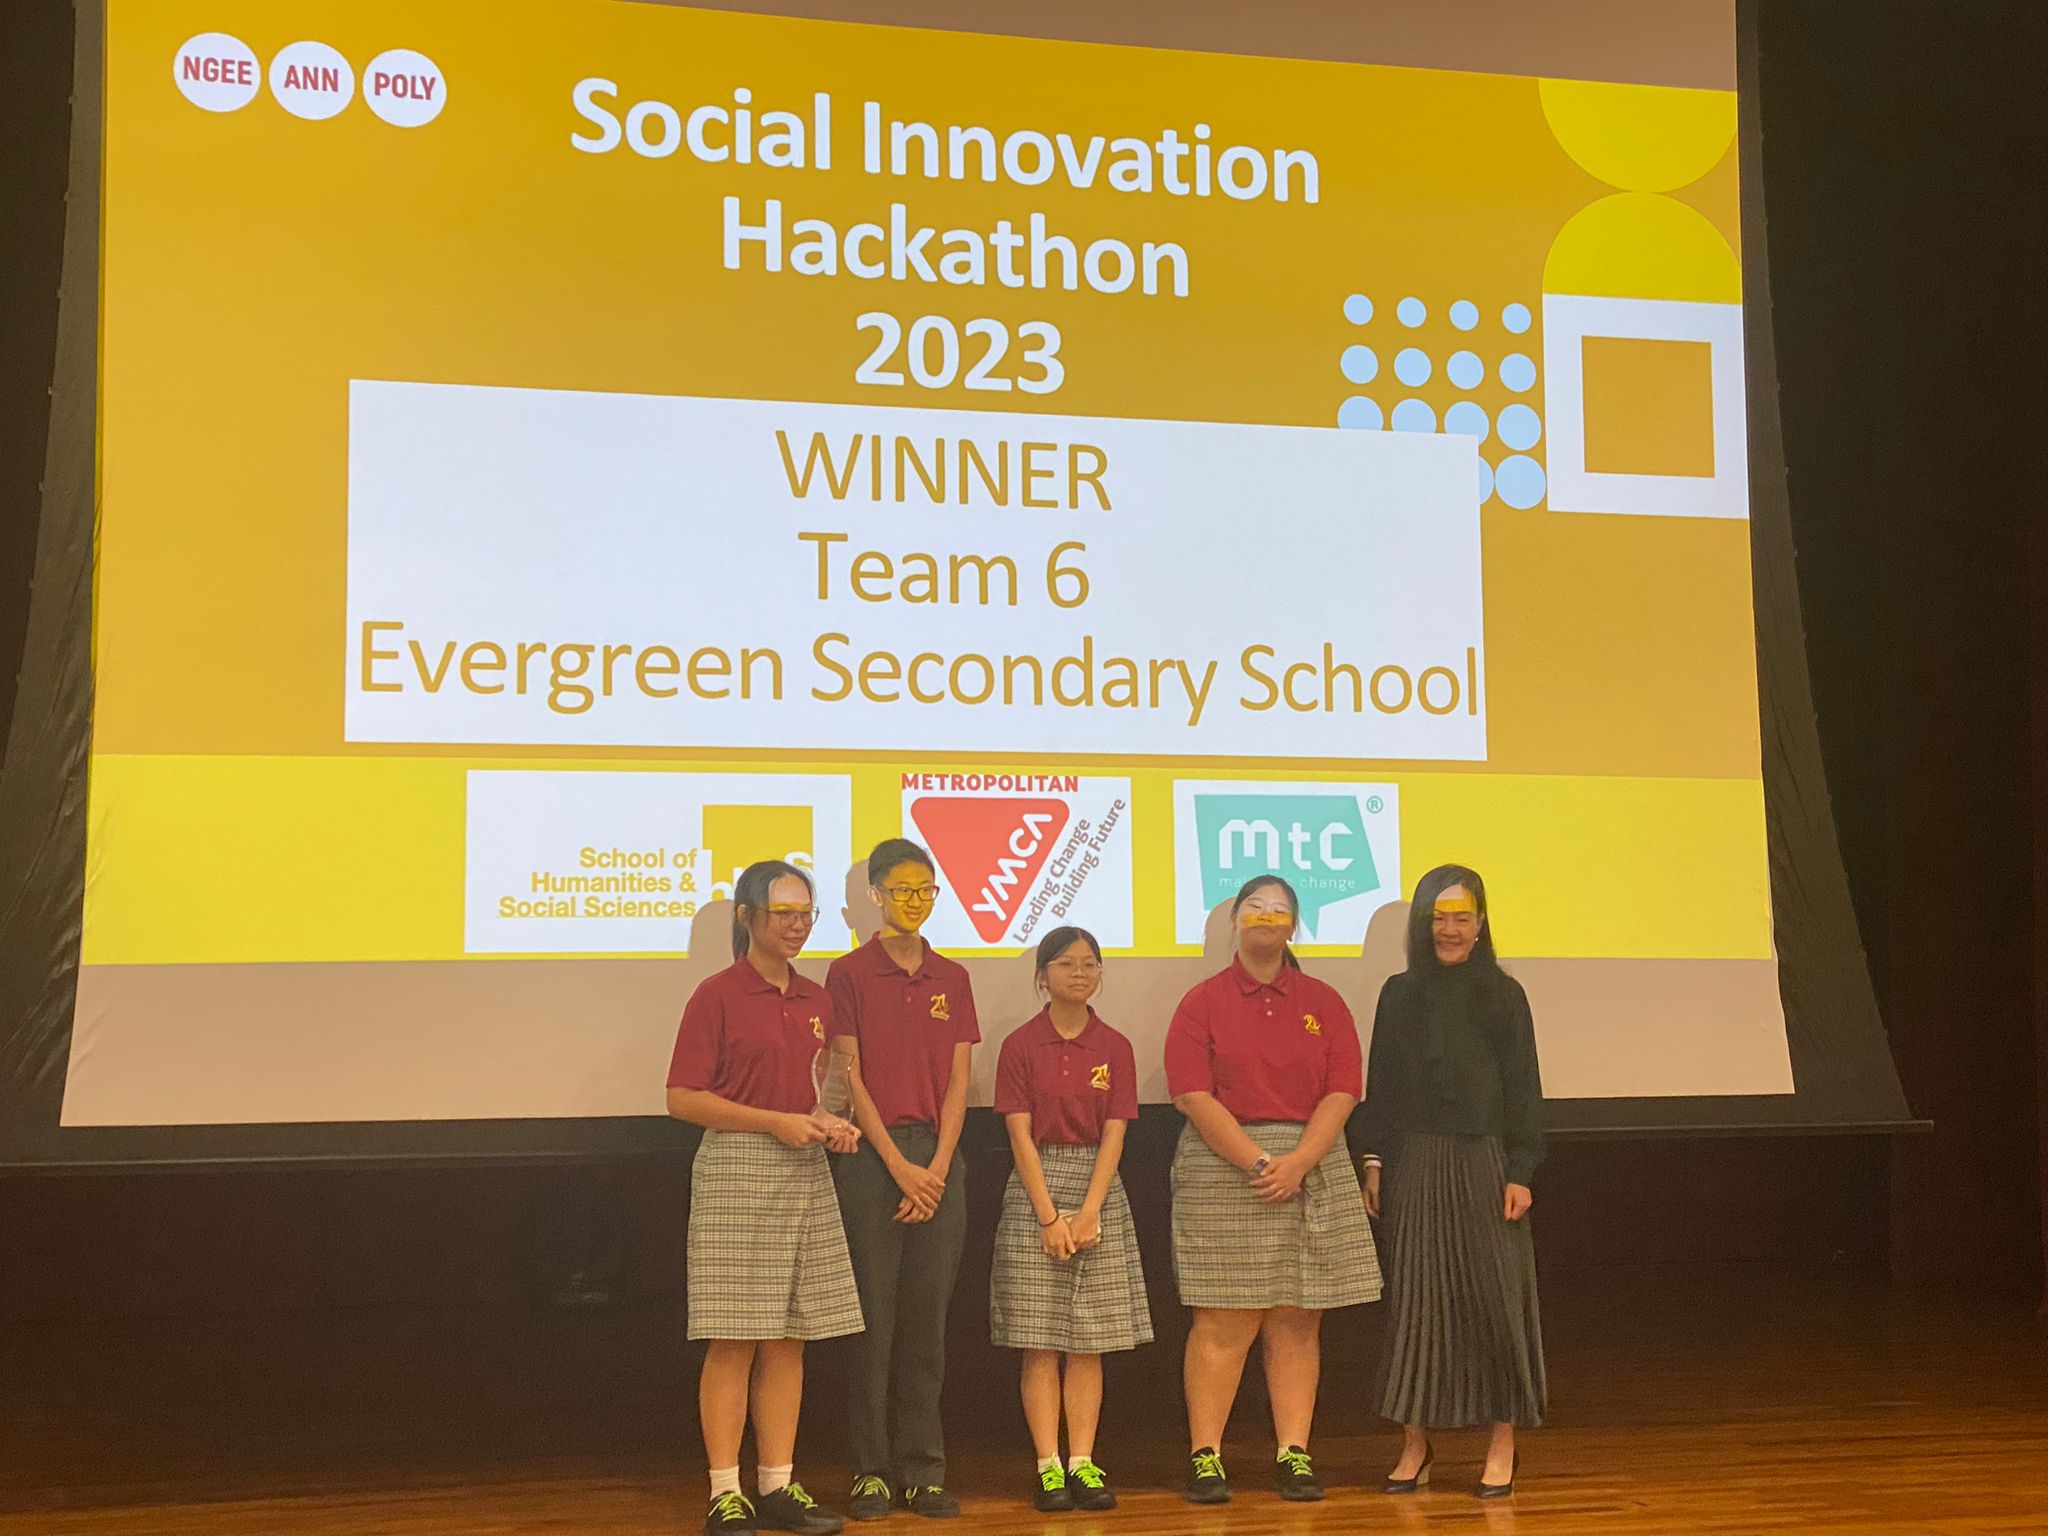 NGEE ANN POLY
Social Innovation
Hackathon
2023
WINNER
Team 6
Evergreen Secondary School
School of
Humanities &
Social Sciences
METROPOLITAN
YMCA
Leading Change
Building Future
mtc
®
change